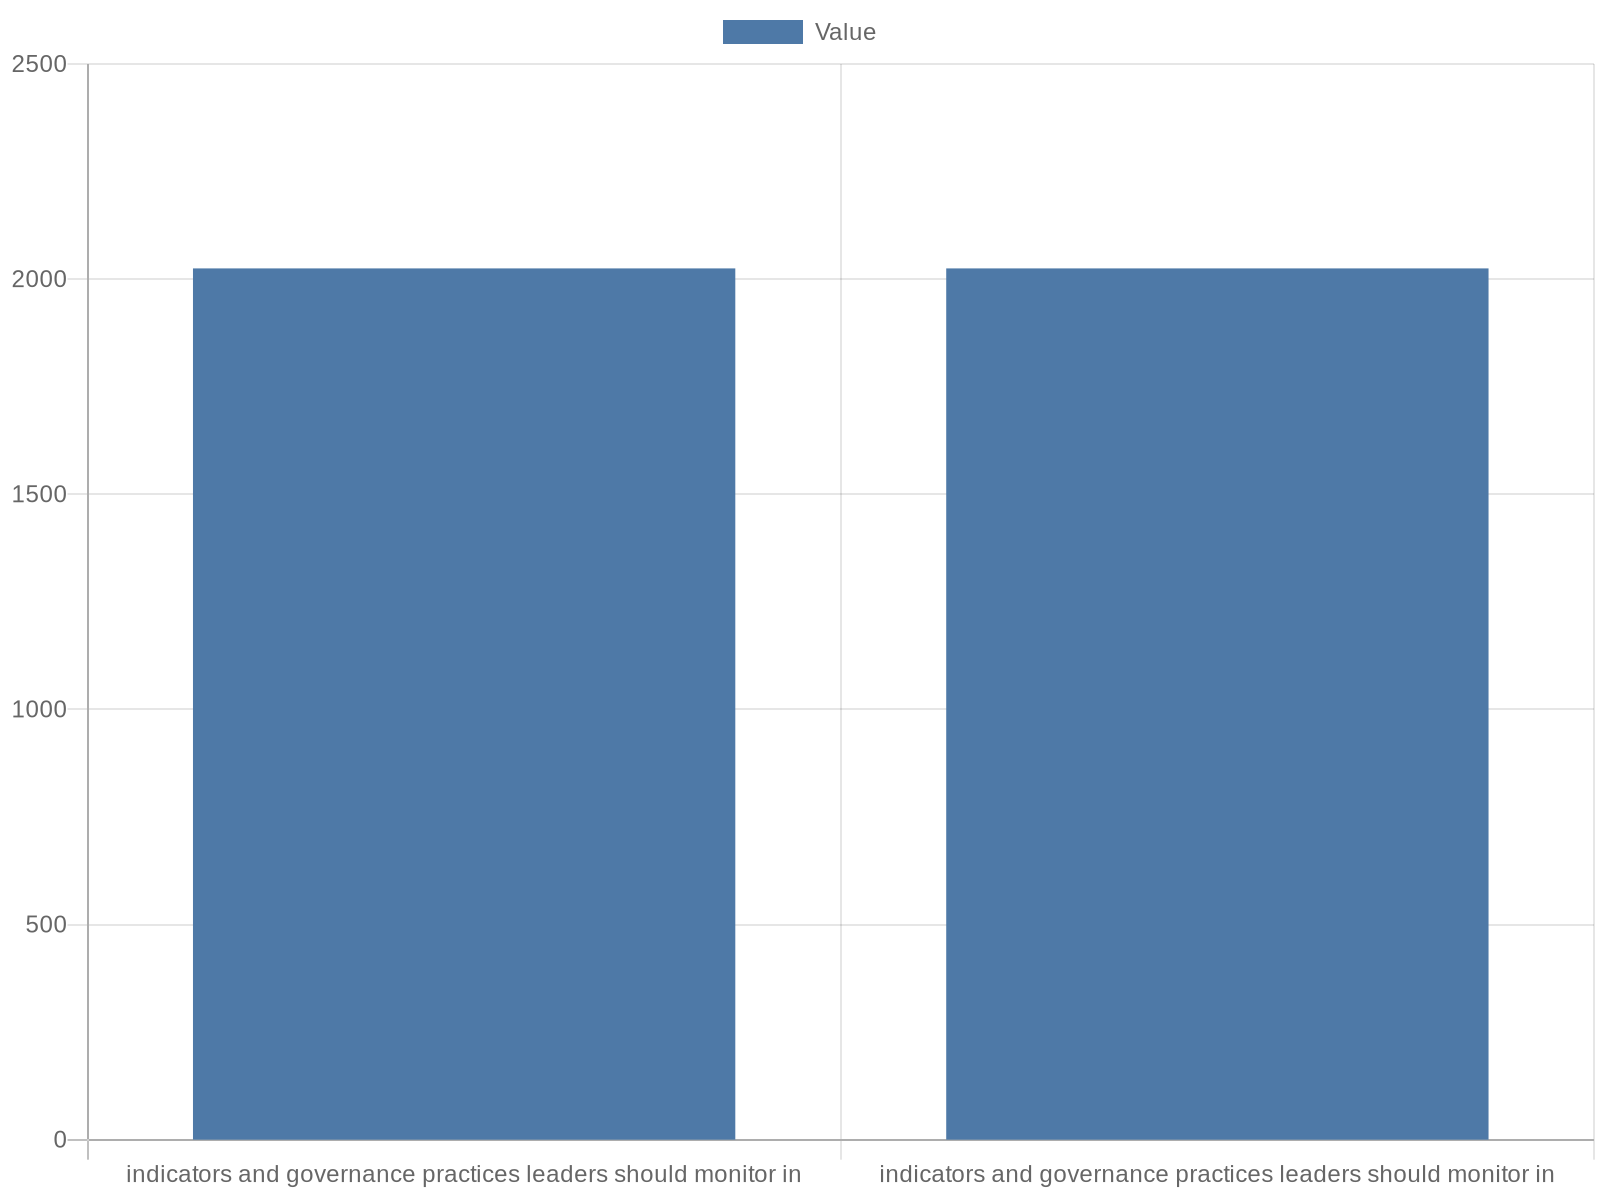 Value
2500
2000
1500
1000
500
0
indicators and governance practices leaders should monitor in
indicators and governance practices leaders should monitor in